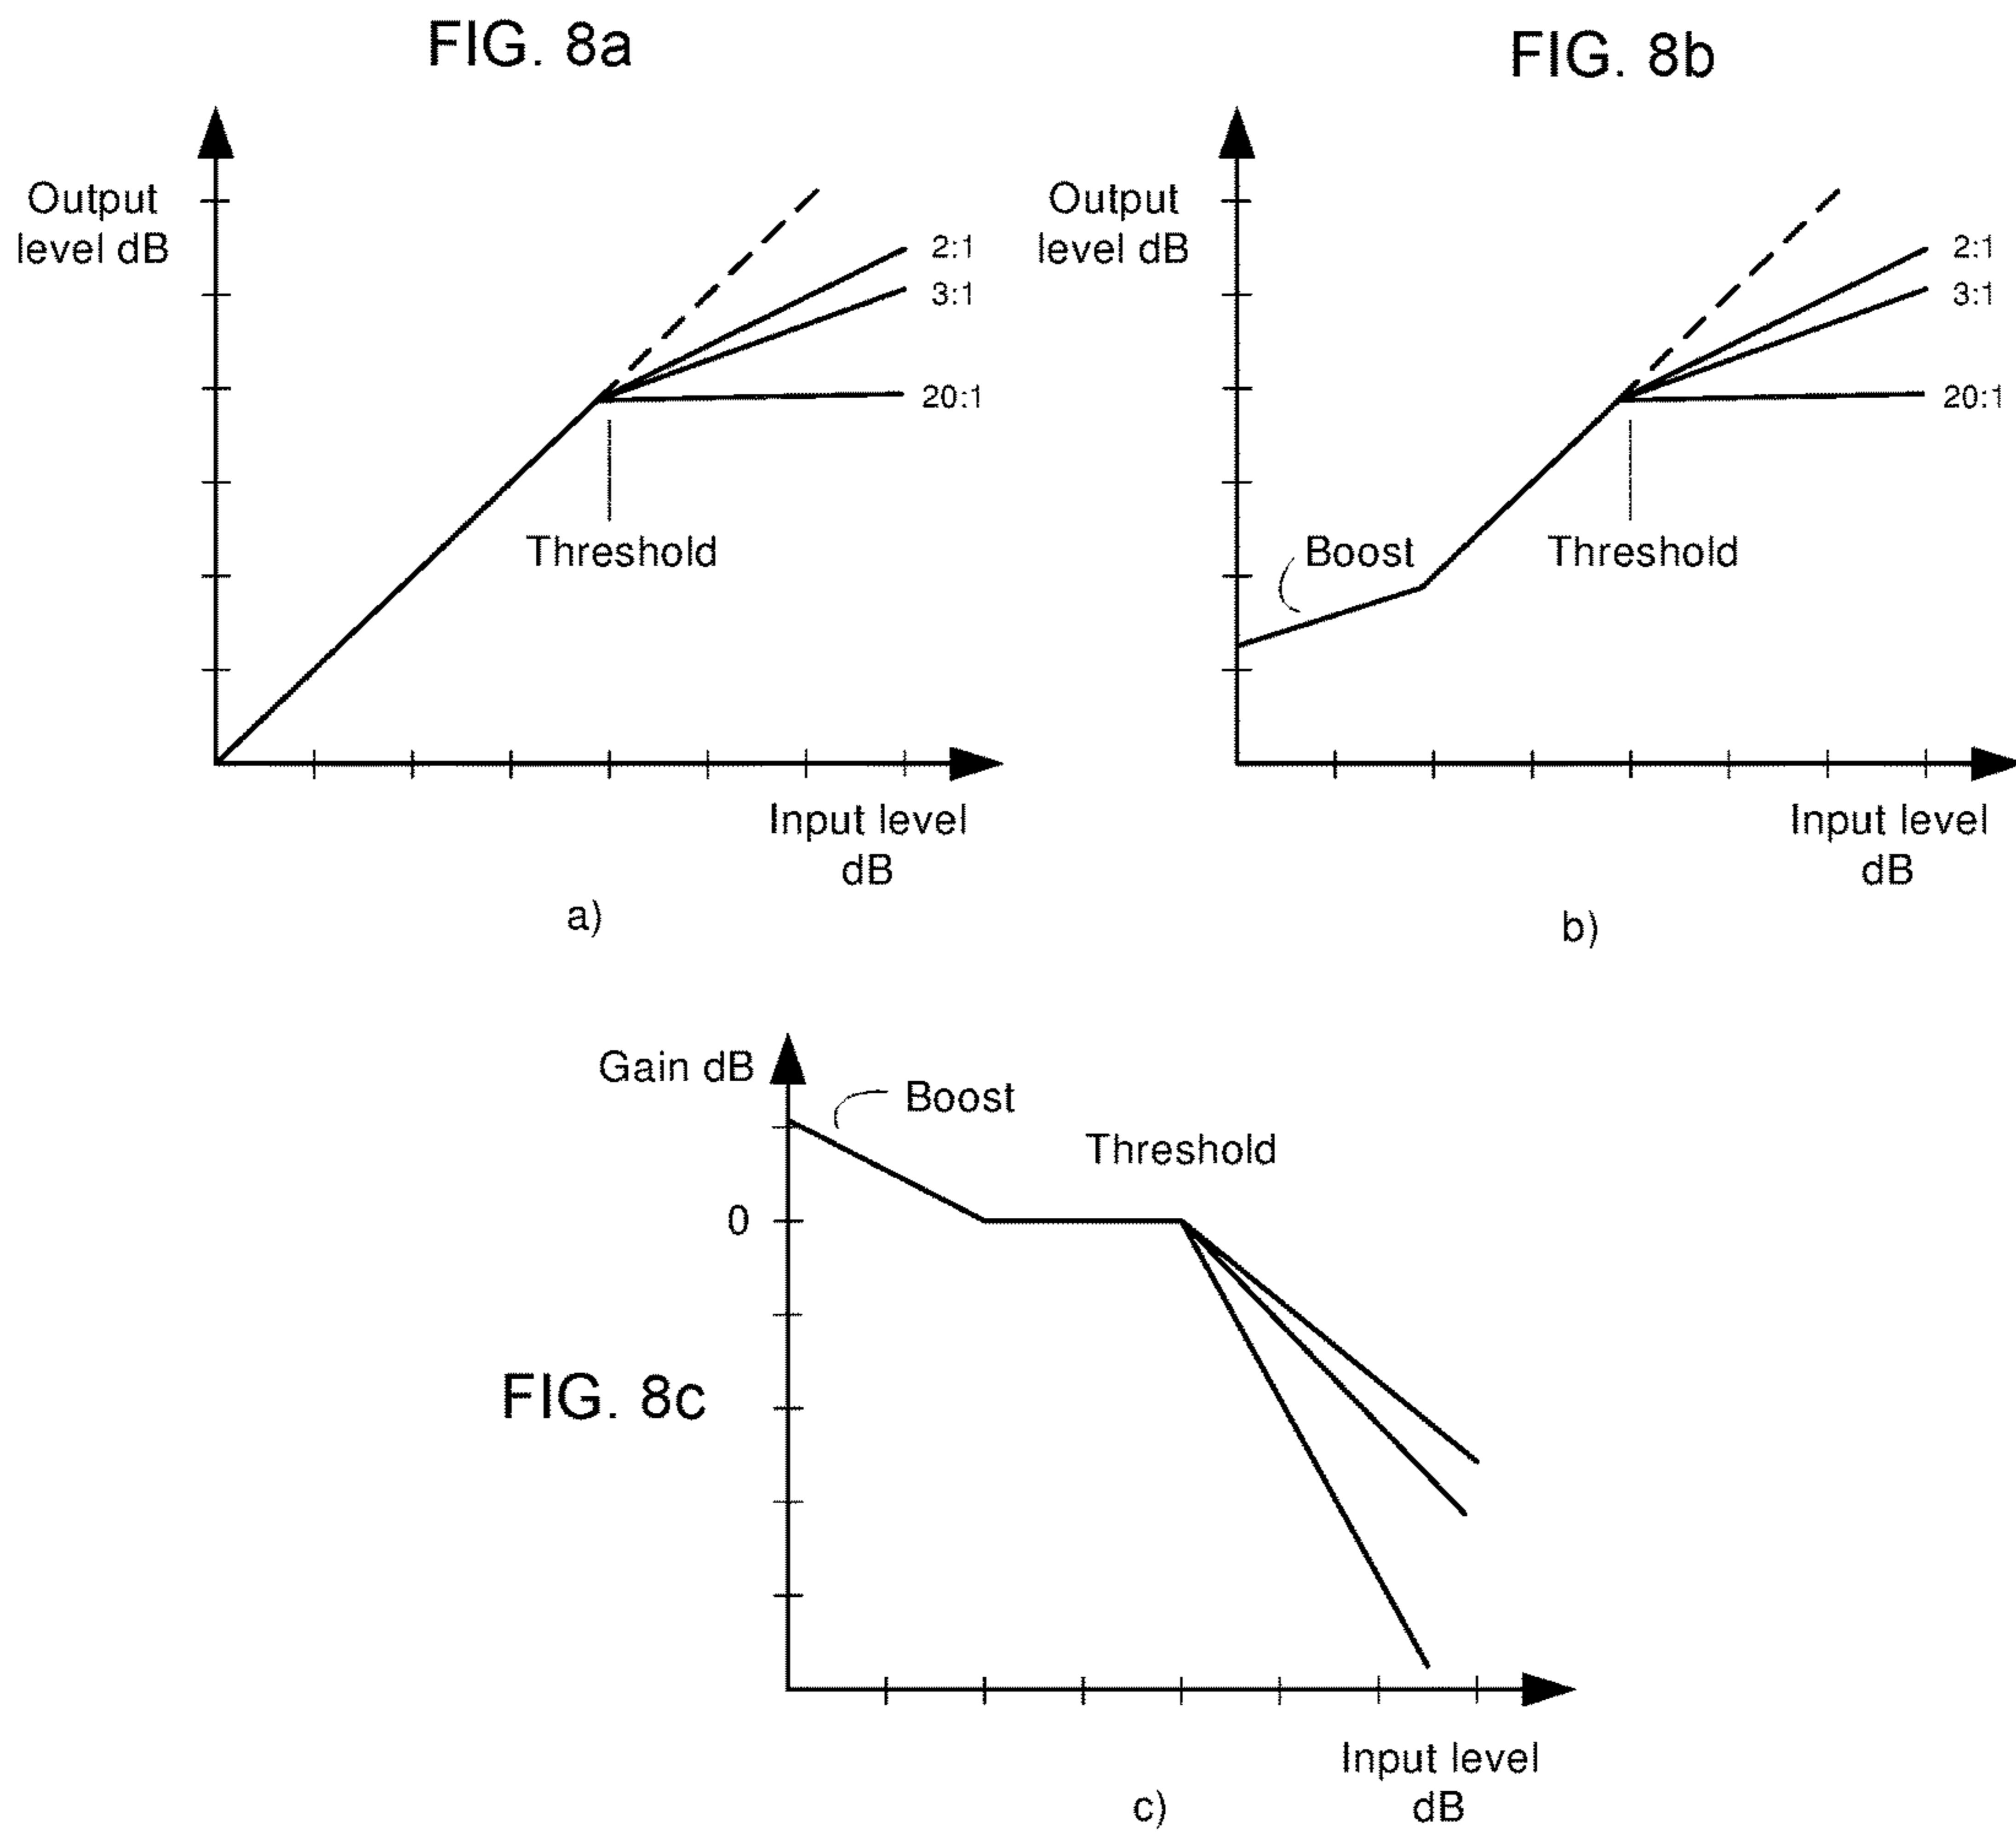 FIG. 8a
Output
level dB
2:1
3:1
20:1
Threshold
Input level
dB
a)
FIG. 8b
Output
level dB
2:1
3:1
20:1
Boost
Threshold
Input level
dB
b)
Gain dB
Boost
Threshold
0
FIG. 8c
Input level
dB
c)